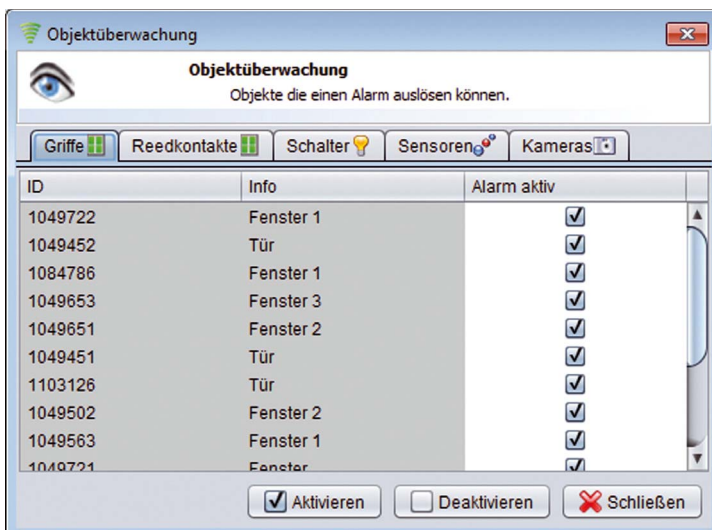 Objektüberwachung
Objektüberwachung
Objekte die einen Alarm auslösen können.
Griffe Reedkontakte Schalter Sensoren Kameras
ID Info Alarm aktiv
1049722 Fenster 1
1049452 Tür
1084786 Fenster 1
1049653 Fenster 3
1049651 Fenster 2
1049451 Tür
1103126 Tür
1049502 Fenster 2
1049563 Fenster 1
1049721 Fenster
Aktivieren Deaktivieren Schließen